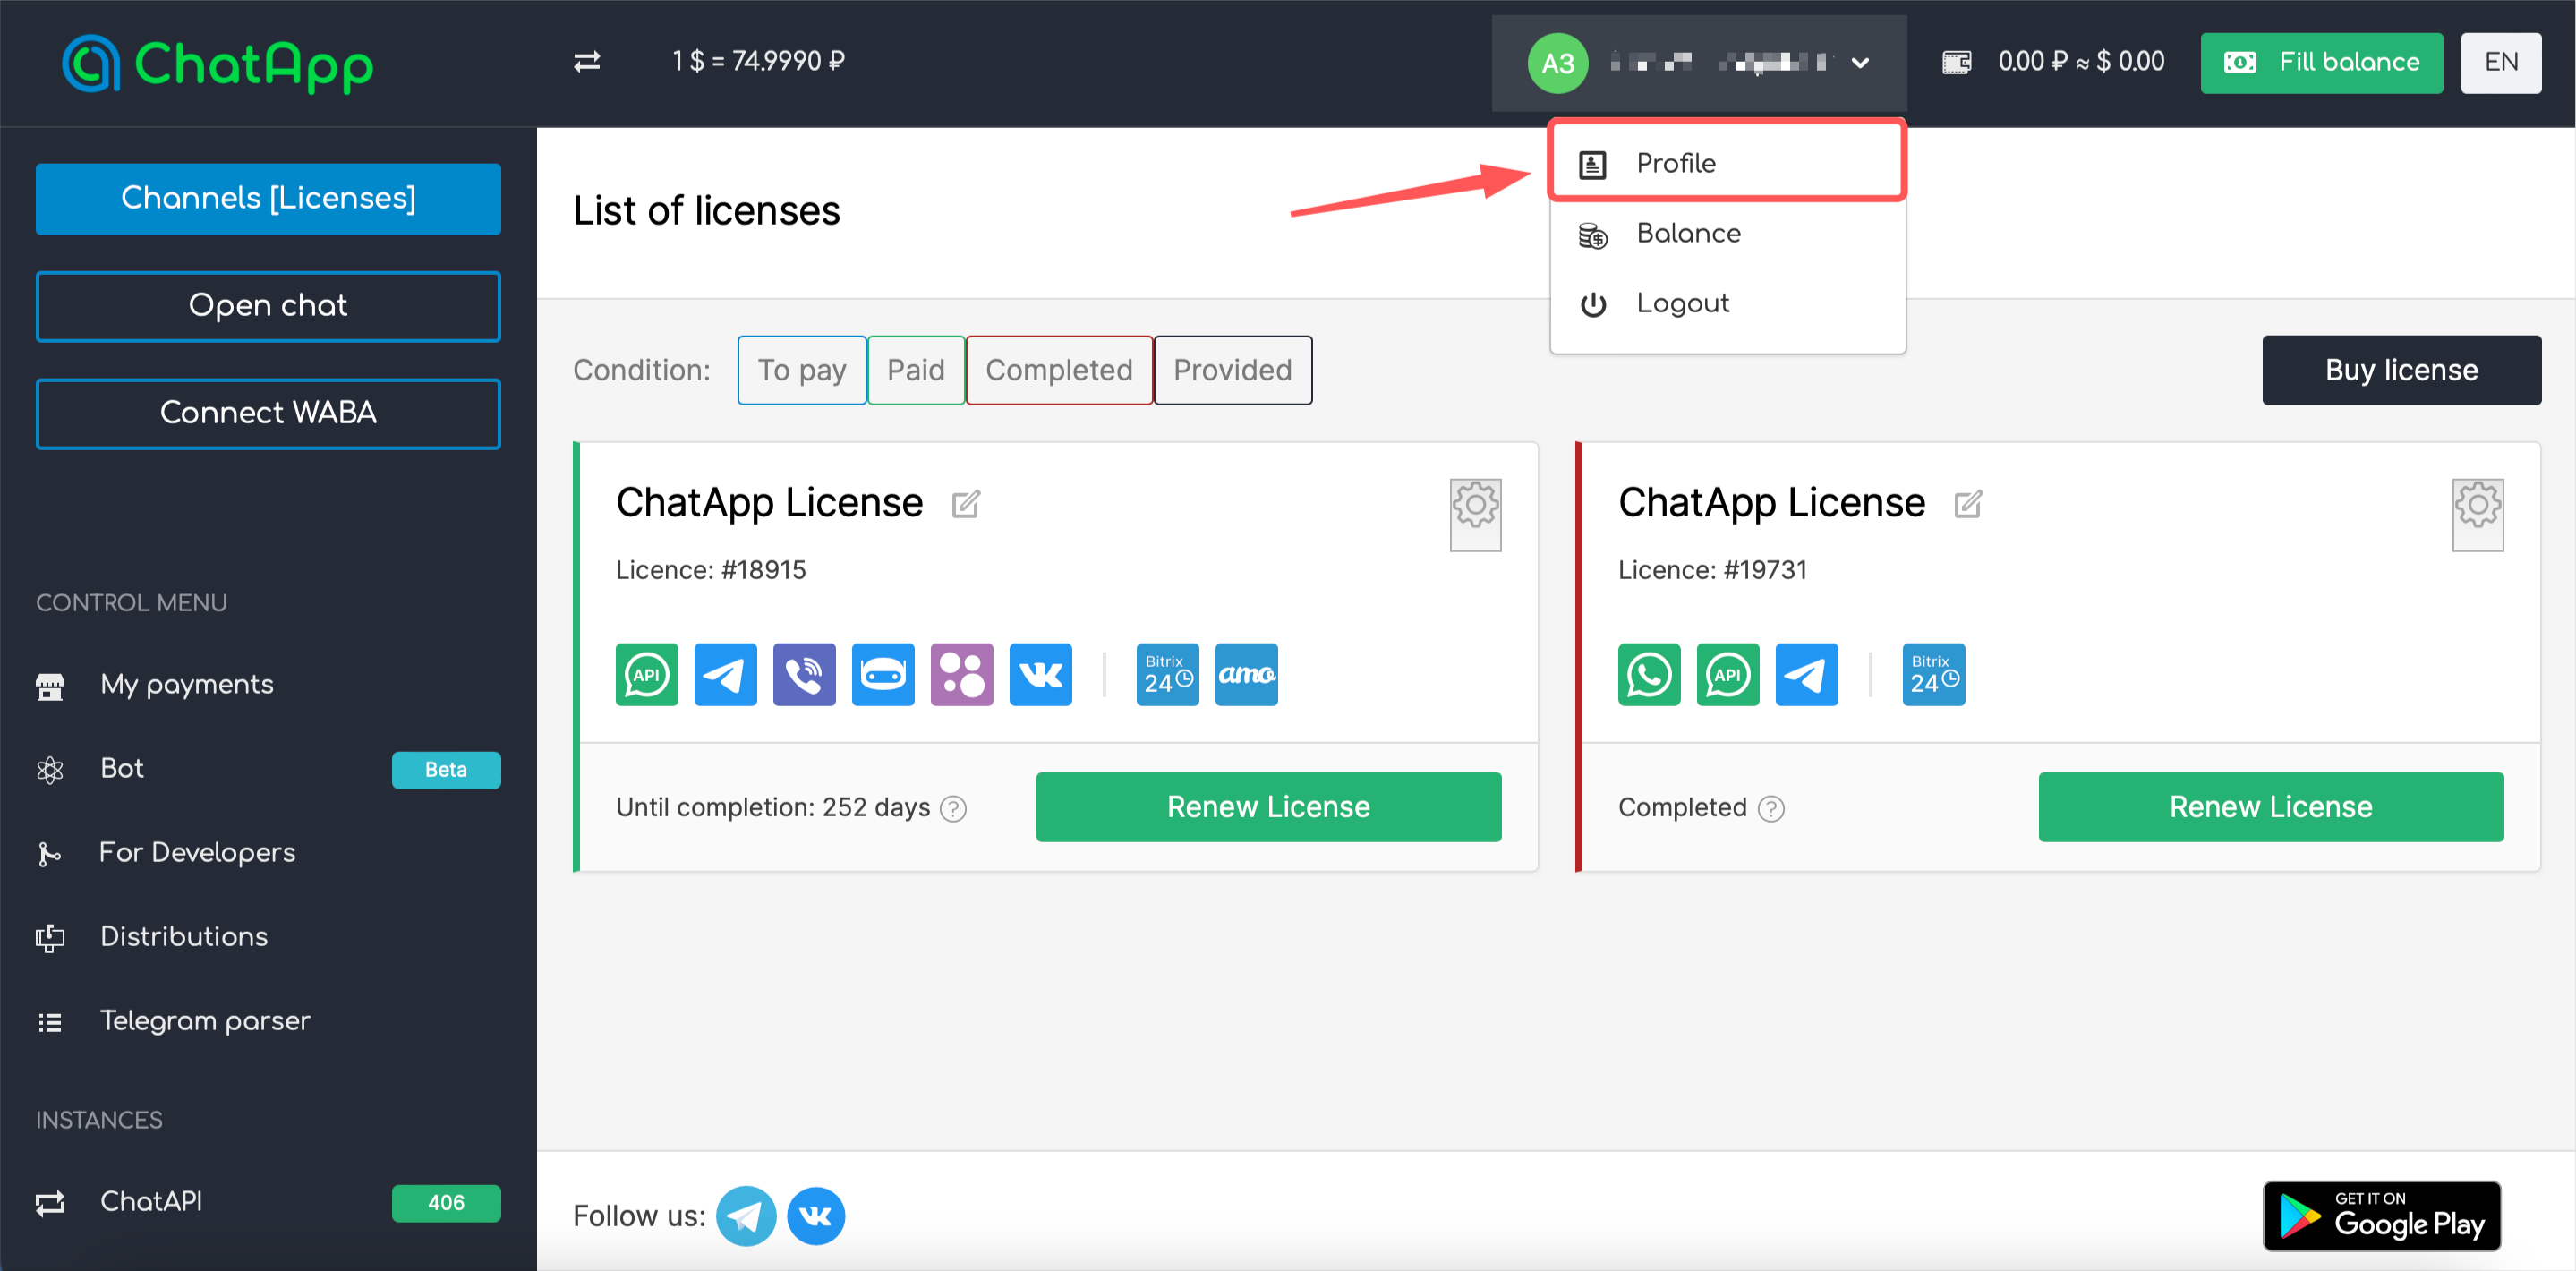 ChatApp
1 $ = 74.9990 ₽
A3
0.00 ₽ ≈ $ 0.00
Fill balance
EN
Channels [Licenses]
Open chat
Connect WABA
CONTROL MENU
My payments
Bot
Beta
For Developers
Distributions
Telegram parser
INSTANCES
ChatAPI
406
Profile
Balance
Logout
List of licenses
Condition:
To pay
Paid
Completed
Provided
Buy license
ChatApp License
Licence: #18915
API
Bitrix
24
amo
Until completion: 252 days
?
Renew License
ChatApp License
Licence: #19731
API
Bitrix
24
Completed
?
Renew License
Follow us:
GET IT ON
Google Play